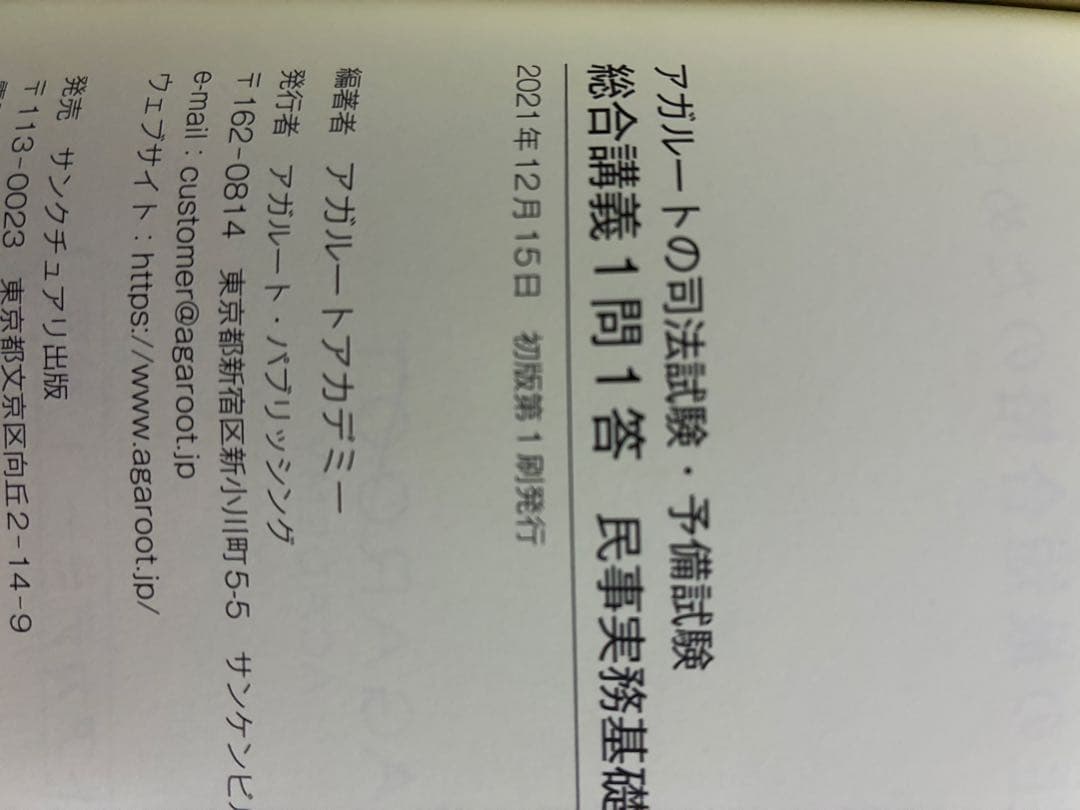 アガルートの司法試験・予備試験
総合講義1問1答 民事実務基礎
2021年12月15日 初版第1刷発行
編著者 アガルートアカデミー
発行者 アガルート・パブリッシング
〒162-0814 東京都新宿区新小川町5-5 サンケンビル
e-mail：customer@agaroot.jp
ウェブサイト：https://www.agaroot.jp/
発売 サンクチュアリ出版
〒113-0023 東京都文京区向丘2-14-9